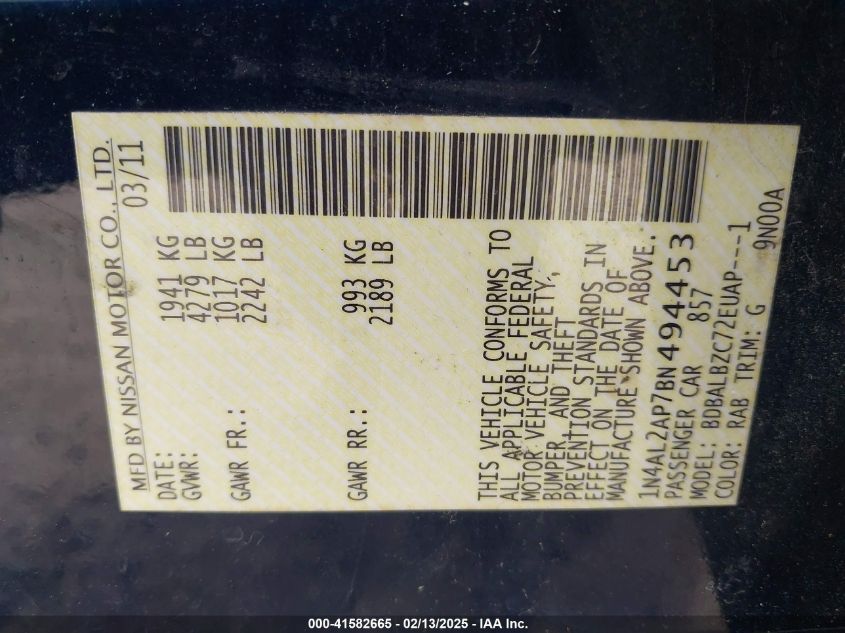 MFD BY NISSAN MOTOR CO., LTD.
DATE: 03/11
GVWR: 1941 KG
4279 LB
GAWR FR.: 1017 KG
2242 LB
GAWR RR.: 993 KG
2189 LB
THIS VEHICLE CONFORMS TO
ALL APPLICABLE FEDERAL
MOTOR VEHICLE SAFETY,
BUMPER, AND THEFT
PREVENTION STANDARDS IN
EFFECT ON THE DATE OF
MANUFACTURE SHOWN ABOVE.
1N4AL2AP7BN494453
PASSENGER CAR 857
MODEL: BDBALBZC72EUAP---1
COLOR: RAB TRIM: G 9N00A
000-41582665 - 02/13/2025 - IAA Inc.